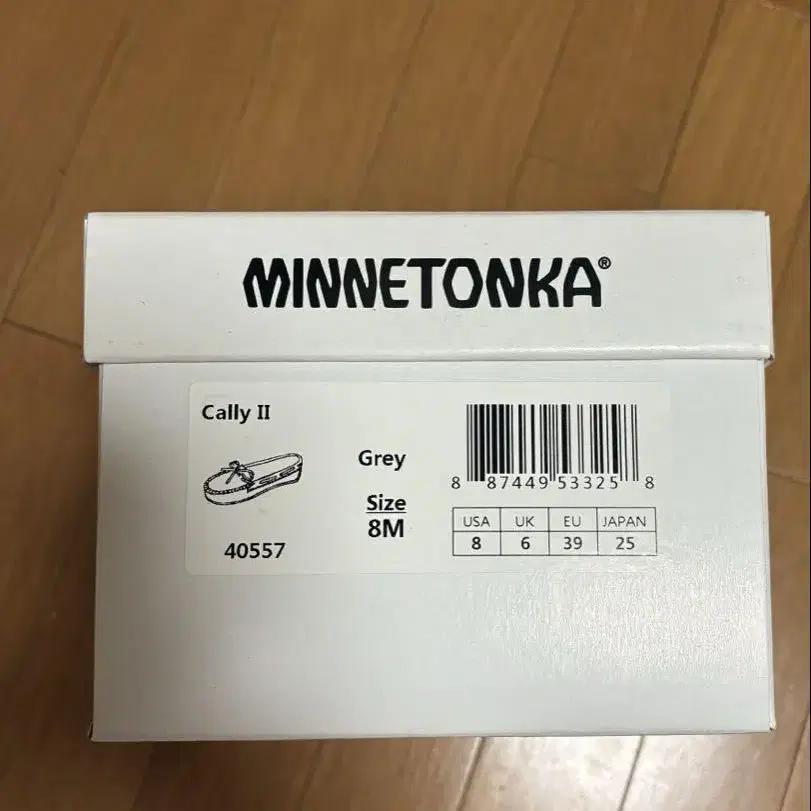 MINNETONKA®
Cally II
Grey
Size
8M
40557
8 87449 53325 8
USA UK EU JAPAN
8 6 39 25